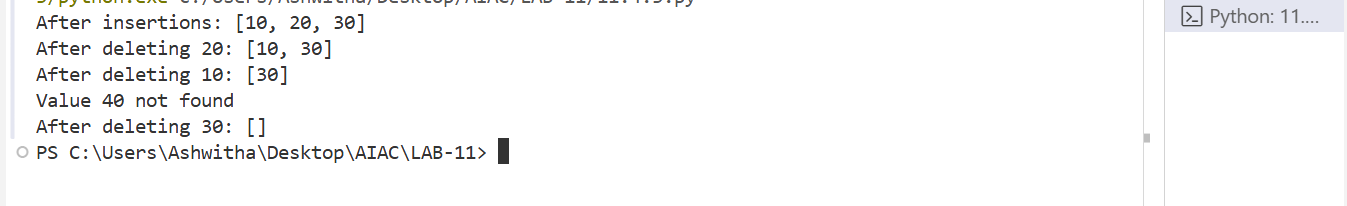 After insertions: [10, 20, 30]
After deleting 20: [10, 30]
After deleting 10: [30]
Value 40 not found
After deleting 30: []
PS C:\Users\Ashwitha\Desktop\AIAC\LAB-11>
Python: 11....